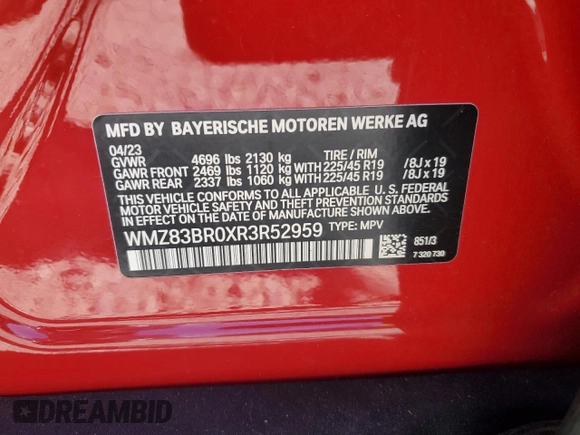 MFD BY BAYERISCHE MOTOREN WERKE AG
04/23 TIRE / RIM
GVWR 4696 lbs 2130 kg
GAWR FRONT 2469 lbs 1120 kg WITH 225/45 R19 /8J x 19
GAWR REAR 2337 lbs 1060 kg WITH 225/45 R19 /8J x 19
THIS VEHICLE CONFORMS TO ALL APPLICABLE U. S. FEDERAL
MOTOR VEHICLE SAFETY AND THEFT PREVENTION STANDARDS
IN EFFECT ON THE DATE OF MANUFACTURE SHOWN ABOVE.
WMZ83BR0XR3R52959 TYPE: MPV
851/3
7 320 730
DREAMBID